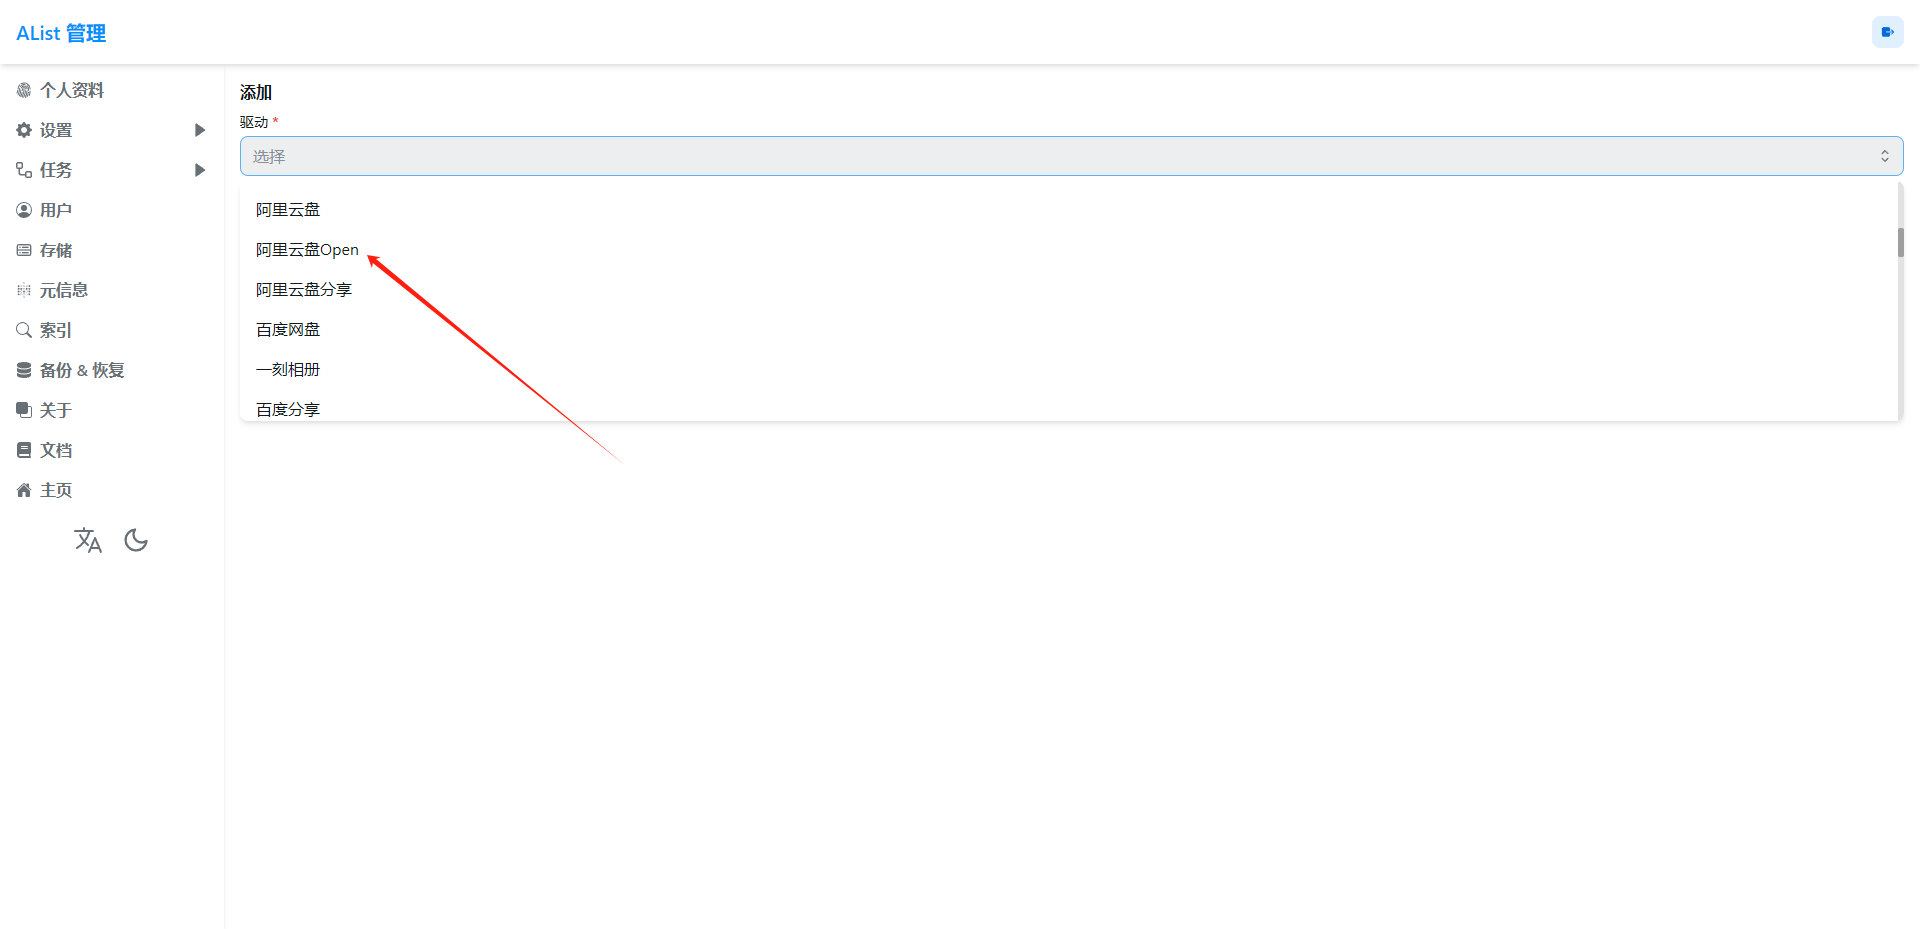 AList 管理
个人资料
设置
任务
用户
存储
元信息
索引
备份 & 恢复
关于
文档
主页
添加
驱动 *
选择
阿里云盘
阿里云盘Open
阿里云盘分享
百度网盘
一刻相册
百度分享